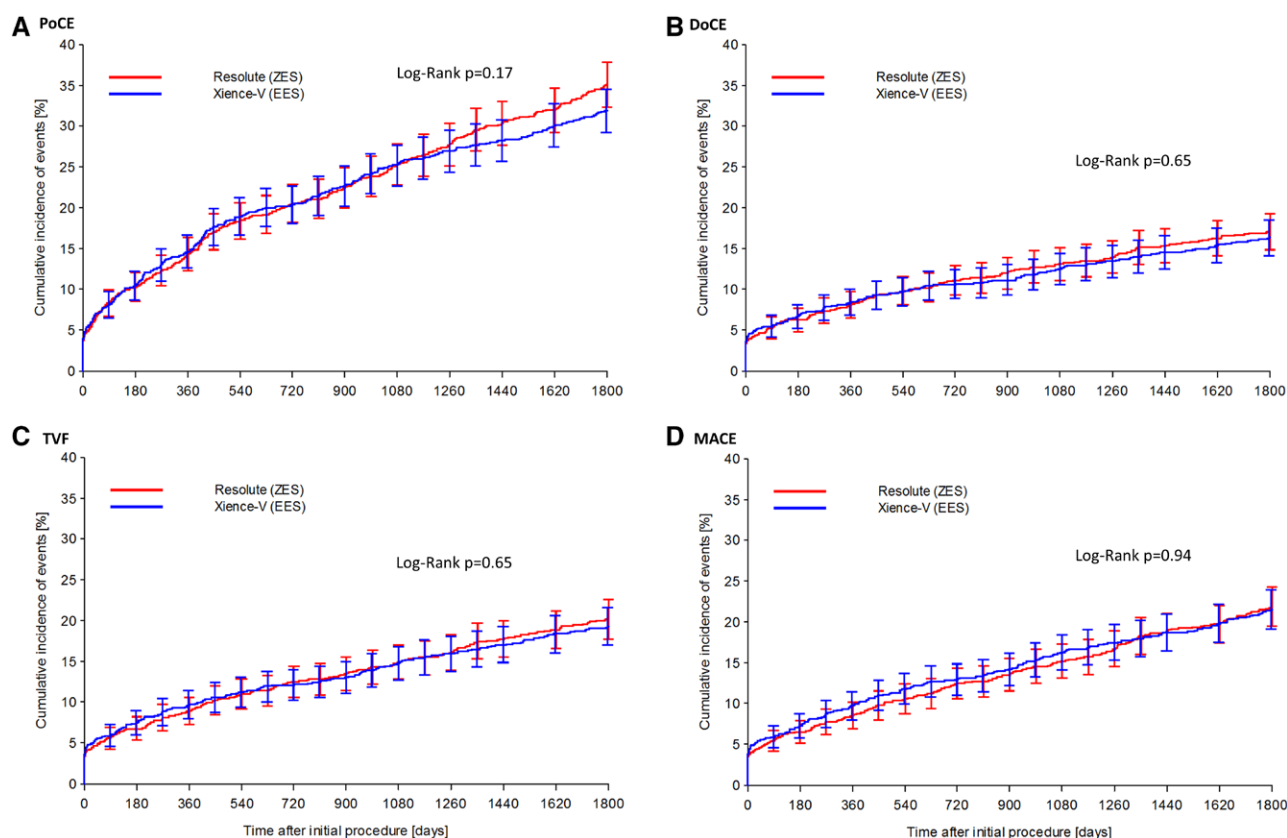 A PoCE
40
35
30
25
20
15
10
5
0
Cumulative incidence of events [%]
Resolute (ZES)
Xience-V (EES)
Log-Rank p=0.17
0 180 360 540 720 900 1080 1260 1440 1620 1800
B DoCE
40
35
30
25
20
15
10
5
0
Cumulative incidence of events [%]
Resolute (ZES)
Xience-V (EES)
Log-Rank p=0.65
0 180 360 540 720 900 1080 1260 1440 1620 1800
C TVF
40
35
30
25
20
15
10
5
0
Cumulative incidence of events [%]
Resolute (ZES)
Xience-V (EES)
Log-Rank p=0.65
0 180 360 540 720 900 1080 1260 1440 1620 1800
Time after initial procedure [days]
D MACE
40
35
30
25
20
15
10
5
0
Cumulative incidence of events [%]
Resolute (ZES)
Xience-V (EES)
Log-Rank p=0.94
0 180 360 540 720 900 1080 1260 1440 1620 1800
Time after initial procedure [days]